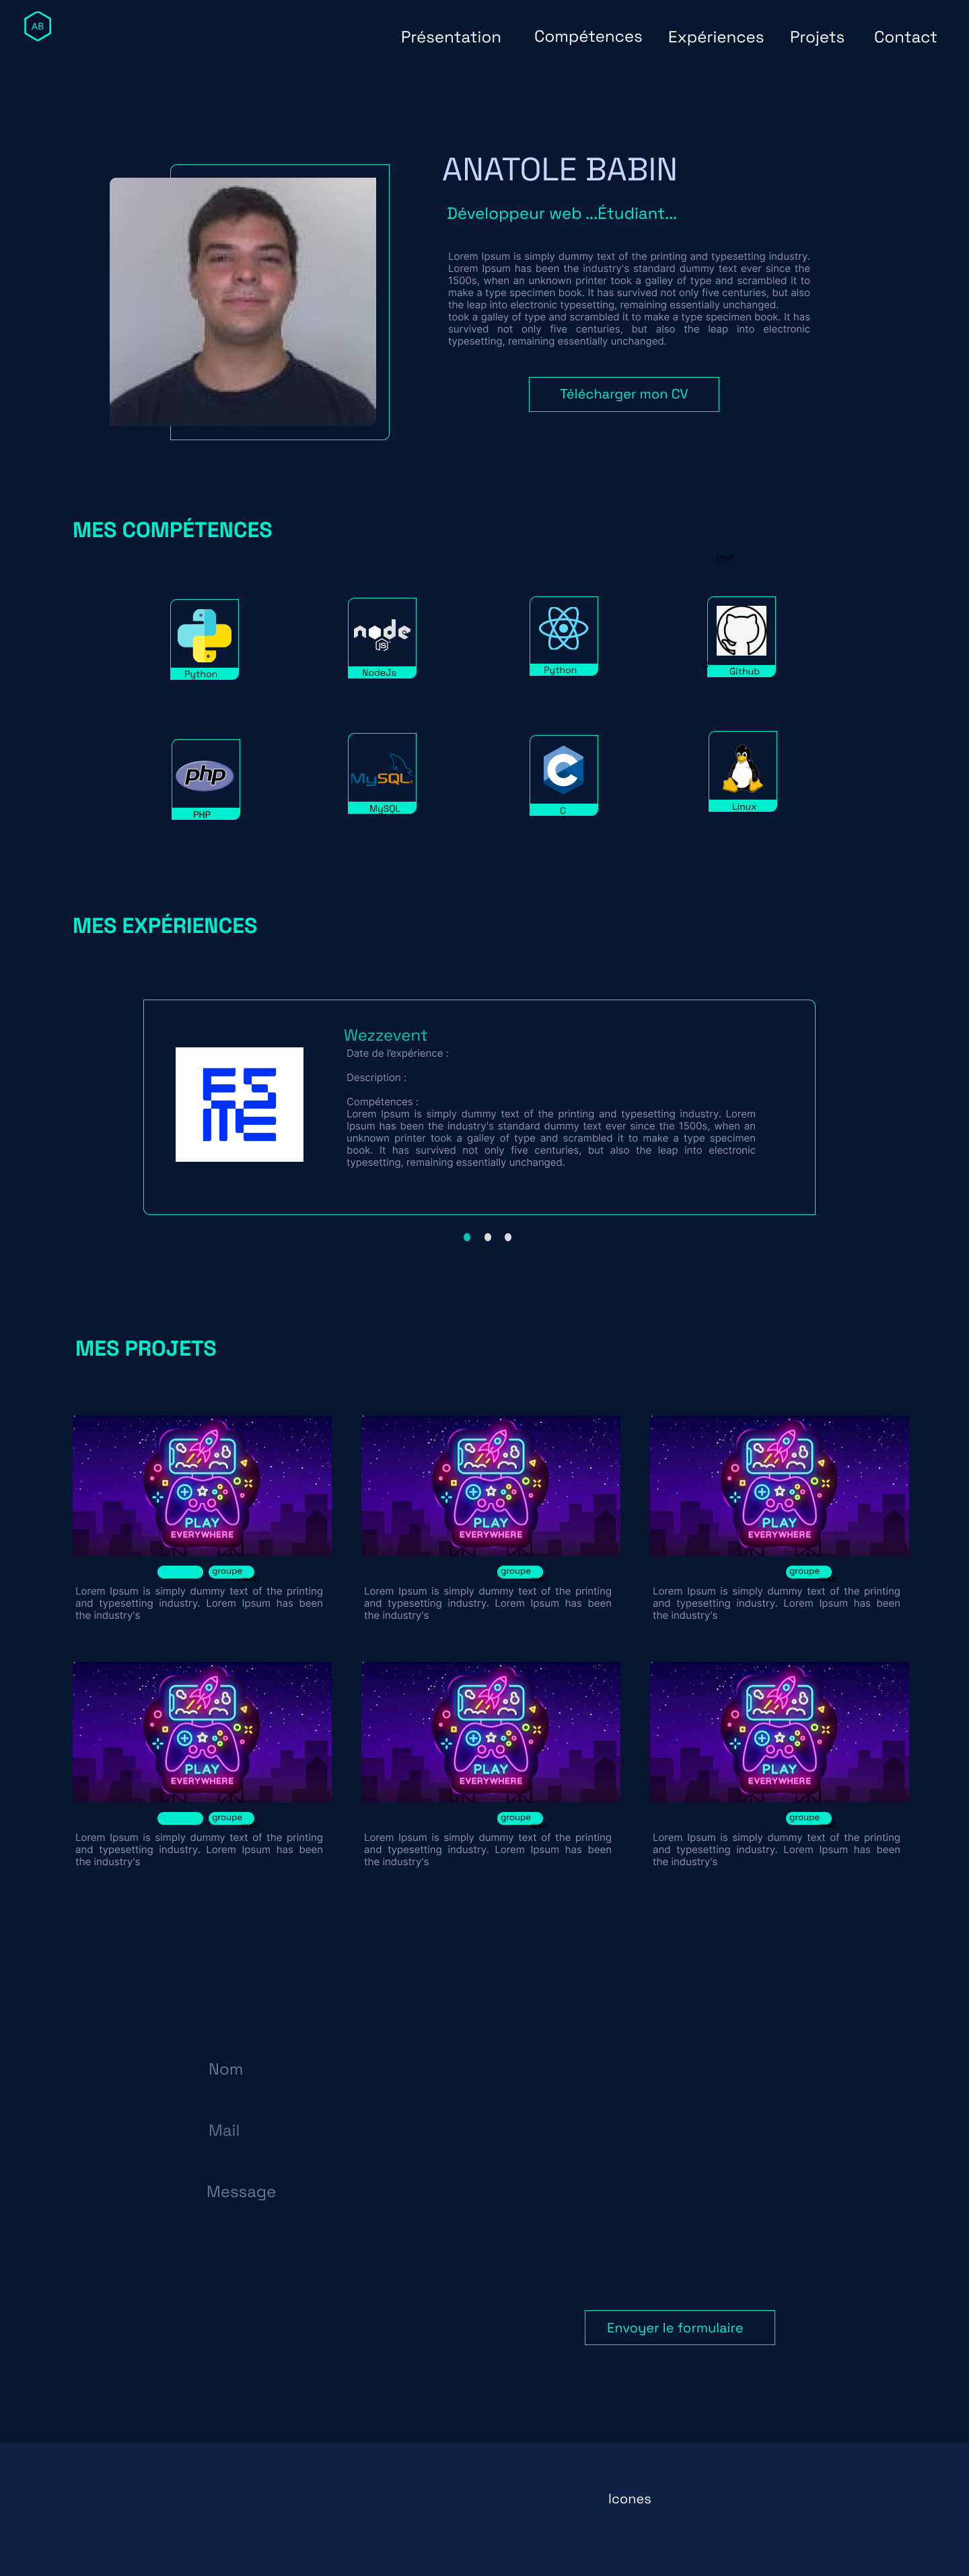 AB
Présentation
Compétences
Expériences
Projets
Contact
ANATOLE BABIN
Développeur web ...Étudiant...
Lorem Ipsum is simply dummy text of the printing and typesetting industry.
Lorem Ipsum has been the industry's standard dummy text ever since the
1500s, when an unknown printer took a galley of type and scrambled it to
make a type specimen book. It has survived not only five centuries, but also
the leap into electronic typesetting, remaining essentially unchanged.
took a galley of type and scrambled it to make a type specimen book. It has
survived not only five centuries, but also the leap into electronic
typesetting, remaining essentially unchanged.
Télécharger mon CV
MES COMPÉTENCES
PHP
node
JS
Python
NodeJs
Python
Github
php
MySQL
C
PHP
MySQL
C
Linux
MES EXPÉRIENCES
Wezzevent
Date de l'expérience :
Description :
Compétences :
Lorem Ipsum is simply dummy text of the printing and typesetting industry. Lorem
Ipsum has been the industry's standard dummy text ever since the 1500s, when an
unknown printer took a galley of type and scrambled it to make a type specimen
book. It has survived not only five centuries, but also the leap into electronic
typesetting, remaining essentially unchanged.
ES
TE
MES PROJETS
PLAY
EVERYWHERE
PLAY
EVERYWHERE
PLAY
EVERYWHERE
groupe
groupe
groupe
Lorem Ipsum is simply dummy text of the printing
and typesetting industry. Lorem Ipsum has been
the industry's
Lorem Ipsum is simply dummy text of the printing
and typesetting industry. Lorem Ipsum has been
the industry's
Lorem Ipsum is simply dummy text of the printing
and typesetting industry. Lorem Ipsum has been
the industry's
PLAY
EVERYWHERE
PLAY
EVERYWHERE
PLAY
EVERYWHERE
groupe
groupe
groupe
Lorem Ipsum is simply dummy text of the printing
and typesetting industry. Lorem Ipsum has been
the industry's
Lorem Ipsum is simply dummy text of the printing
and typesetting industry. Lorem Ipsum has been
the industry's
Lorem Ipsum is simply dummy text of the printing
and typesetting industry. Lorem Ipsum has been
the industry's
Nom
Mail
Message
Envoyer le formulaire
Icones